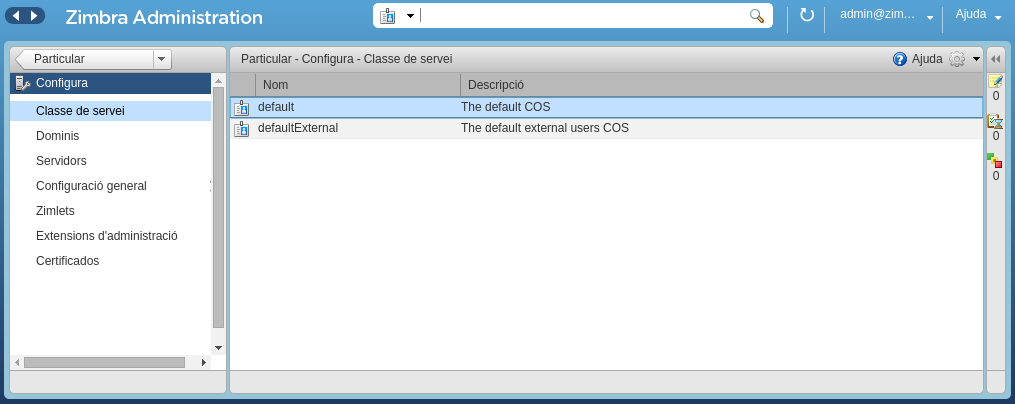 Zimbra Administration
admin@zim...
Ajuda
Particular
Configura
Classe de servei
Dominis
Servidors
Configuració general
Zimlets
Extensions d'administració
Certificados
Particular - Configura - Classe de servei
Ajuda
Nom Descripció
default The default COS
defaultExternal The default external users COS
0
0
0